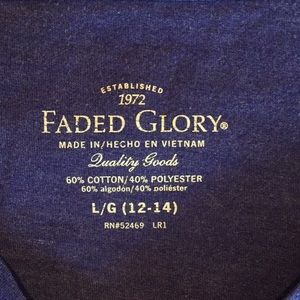 ESTABLISHED
1972
FADED GLORY®
MADE IN/HECHO EN VIETNAM
Quality Goods
60% COTTON/40% POLYESTER
60% algodón/40% poliéster
L/G (12-14)
RN#52469 LR1